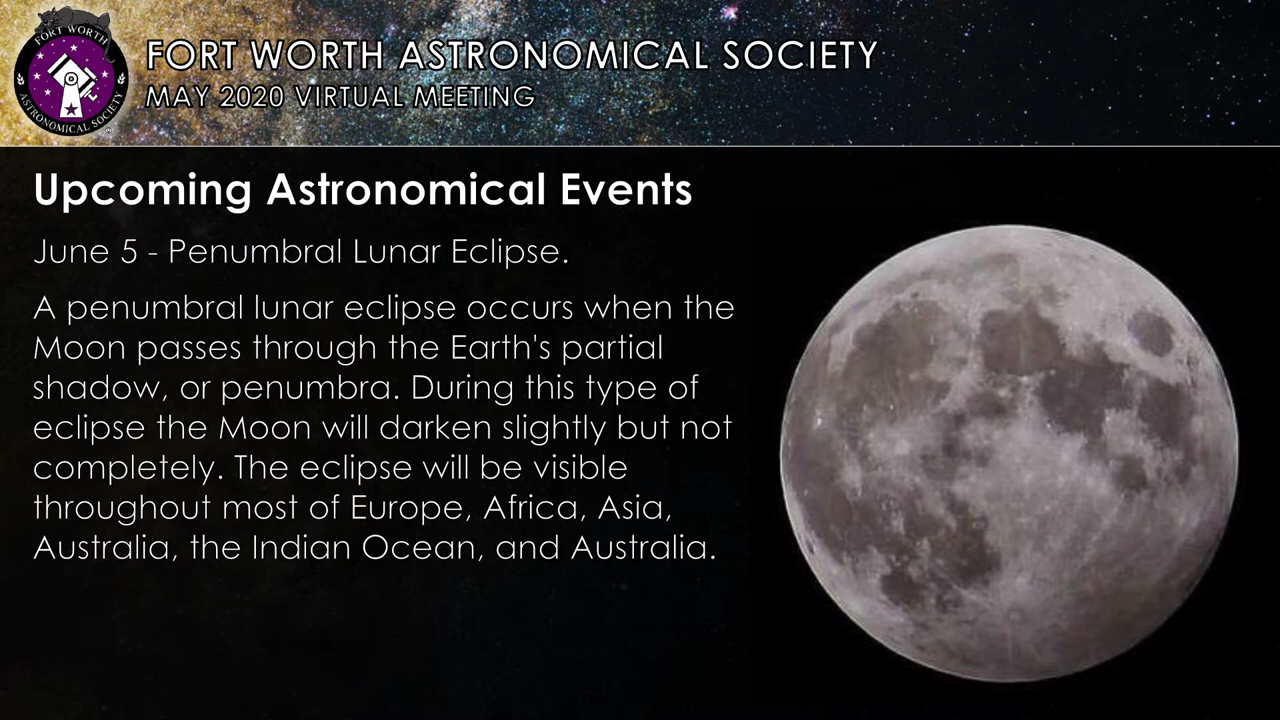 FORT WORTH
ASTRONOMICAL SOCIETY
FORT WORTH ASTRONOMICAL SOCIETY
MAY 2020 VIRTUAL MEETING
Upcoming Astronomical Events
June 5 - Penumbral Lunar Eclipse.
A penumbral lunar eclipse occurs when the
Moon passes through the Earth's partial
shadow, or penumbra. During this type of
eclipse the Moon will darken slightly but not
completely. The eclipse will be visible
throughout most of Europe, Africa, Asia,
Australia, the Indian Ocean, and Australia.